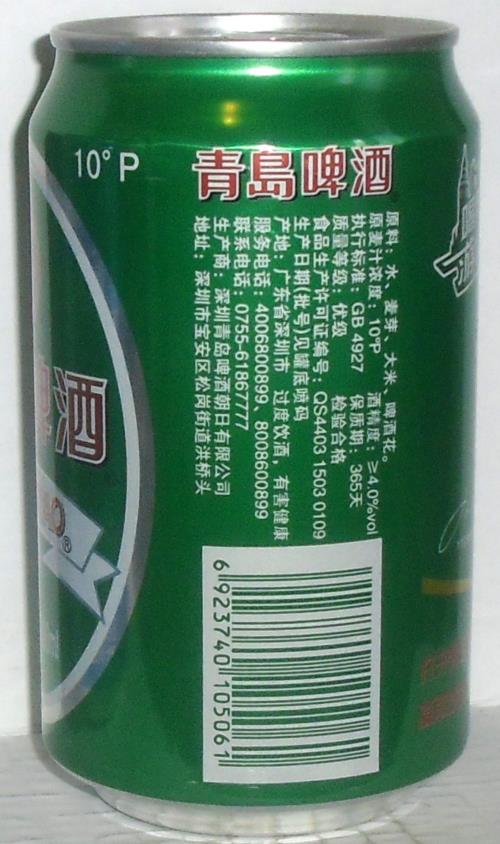 10°P
青岛啤酒
原料：水、麦芽、大米、啤酒花。
原麦汁浓度：10°P 酒精度：≥4.0%vol
执行标准：GB 4927 保质期：365天
质量等级：优级 检验合格
食品生产许可证编号：QS4403 1503 0109
生产日期(批号)见罐底喷码
产地：广东省深圳市 过度饮酒，有害健康
服务电话：4006800899、8008600899
联系电话：0755-61867777
生产商：深圳青岛啤酒朝日有限公司
地址：深圳市宝安区松岗街道洪桥头
6 923740 105061
酒
®